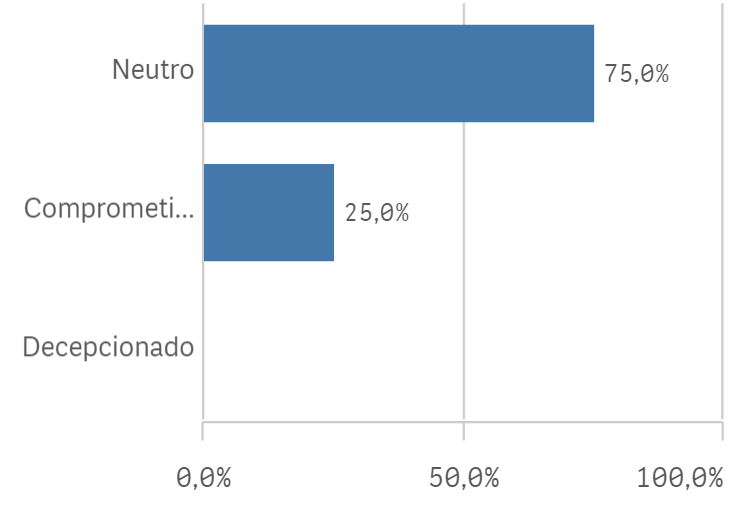 Neutro
75,0%
Comprometi...
25,0%
Decepcionado
0,0% 50,0% 100,0%